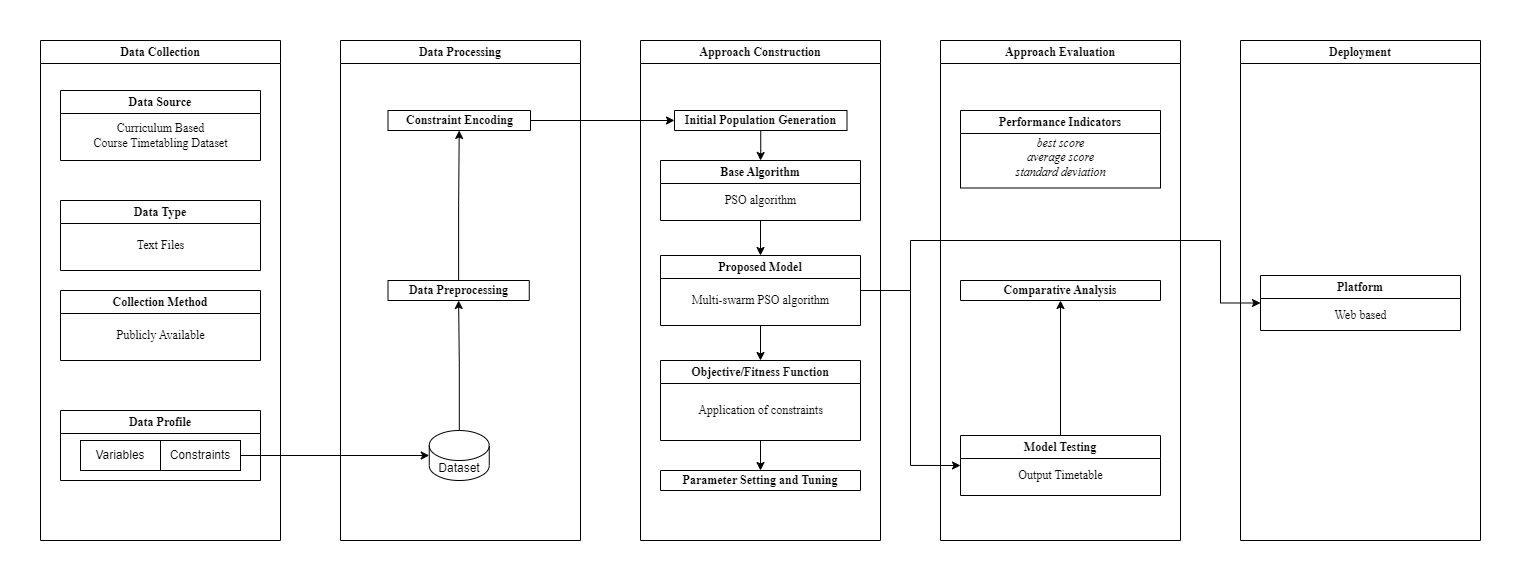 Data Collection
Data Source
Curriculum Based
Course Timetabling Dataset
Data Type
Text Files
Collection Method
Publicly Available
Data Profile
Variables
Constraints
Data Processing
Constraint Encoding
Data Preprocessing
Dataset
Approach Construction
Initial Population Generation
Base Algorithm
PSO algorithm
Proposed Model
Multi-swarm PSO algorithm
Objective/Fitness Function
Application of constraints
Parameter Setting and Tuning
Approach Evaluation
Performance Indicators
best score
average score
standard deviation
Comparative Analysis
Model Testing
Output Timetable
Deployment
Platform
Web based